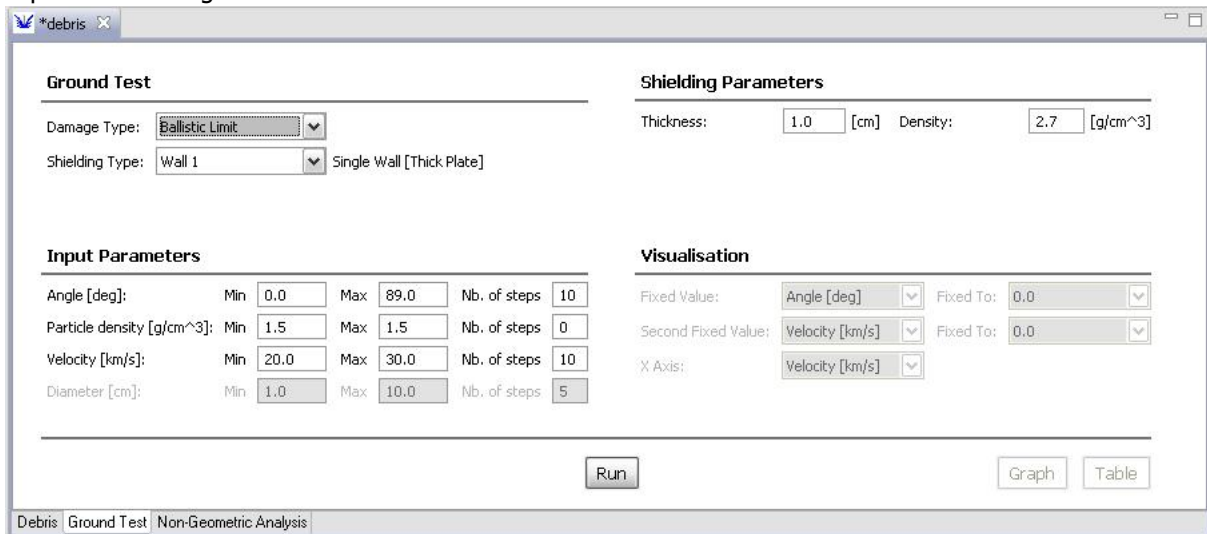 *debris
Ground Test
Damage Type: Ballistic Limit
Shielding Type: Wall 1 Single Wall [Thick Plate]
Shielding Parameters
Thickness: 1.0 [cm] Density: 2.7 [g/cm^3]
Input Parameters
Angle [deg]: Min 0.0 Max 89.0 Nb. of steps 10
Particle density [g/cm^3]: Min 1.5 Max 1.5 Nb. of steps 0
Velocity [km/s]: Min 20.0 Max 30.0 Nb. of steps 10
Diameter [cm]: Min 1.0 Max 10.0 Nb. of steps 5
Visualisation
Fixed Value: Angle [deg] Fixed To: 0.0
Second Fixed Value: Velocity [km/s] Fixed To: 0.0
X Axis: Velocity [km/s]
Run
Graph Table
Debris Ground Test Non-Geometric Analysis